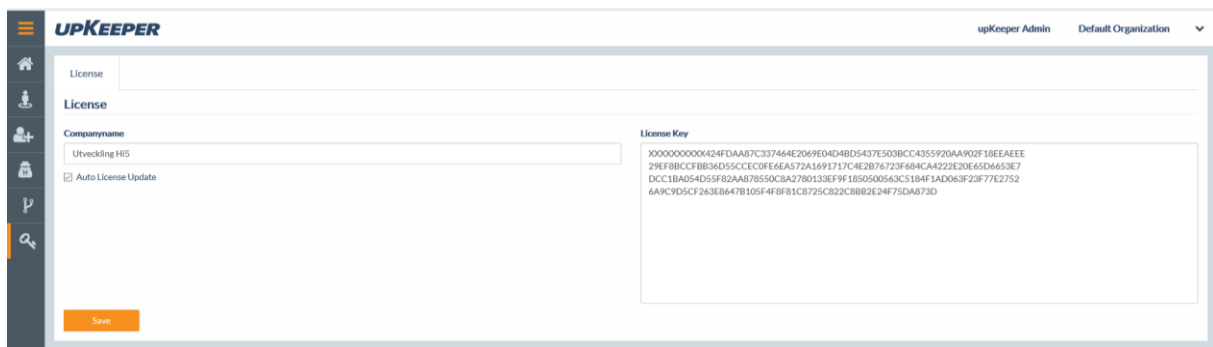 UPKEEPER
upKeeper Admin
Default Organization
License
License
Companyname
Utveckling HI5
Auto License Update
License Key
XXXXXXXXXX424FDAA87C337464E2069E04D4BD5437E503BCC4355920AA902F18EEAEEE
29EF8BCCFBB36D55CCEC0FE6EA572A1691717C4E2B76723F684CA4222E20E65D6653E7
DCC1BA054D55F82AA878550C8A2780133EF9F1850500563C5184F1AD063F23F77E2752
6A9C9D5CF263E8647B105F4F8F81C8725C822C8BB2E24F75DA873D
Save